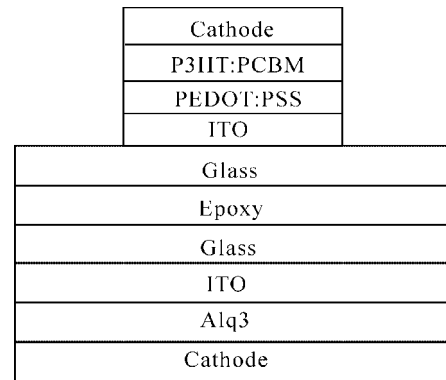 Cathode
P3HT:PCBM
PEDOT:PSS
ITO
Glass
Epoxy
Glass
ITO
Alq3
Cathode